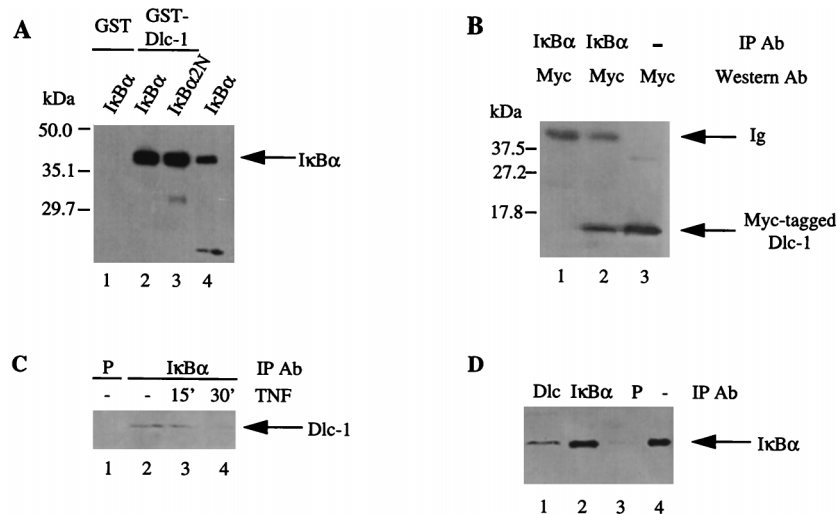 A
GST
GST-
Dlc-1
IκBα
IκBα
IκBα2N
IκBα
kDa
50.0
35.1
29.7
IκBα
1 2 3 4
B
IκBα IκBα - IP Ab
Myc Myc Myc Western Ab
kDa
37.5
27.2
17.8
Ig
Myc-tagged
Dlc-1
1 2 3
C
P IκBα IP Ab
- - 15' 30' TNF
Dlc-1
1 2 3 4
D
Dlc IκBα P - IP Ab
IκBα
1 2 3 4